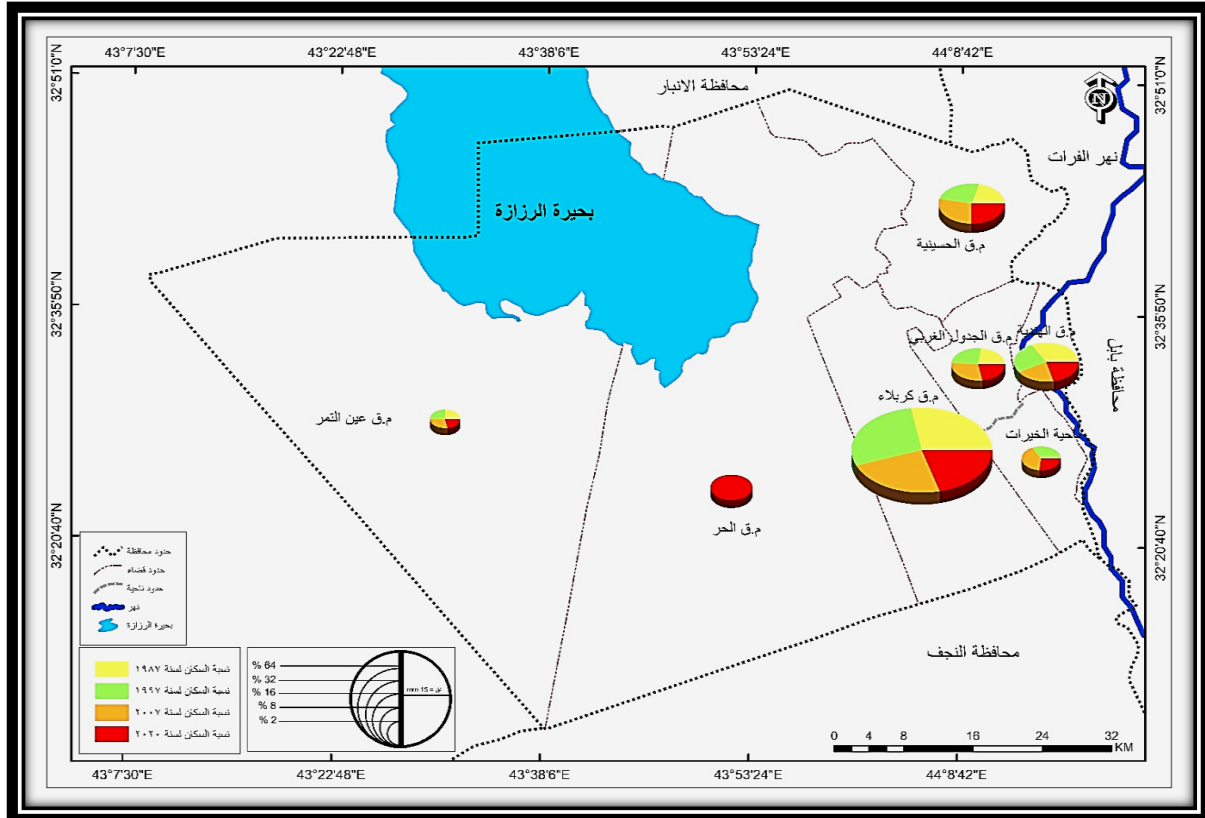 43°7'30"E
43°22'48"E
43°38'6"E
43°53'24"E
44°8'42"E
32°51'0"N
32°51'0"N
محافظة الانبار
N
نهر الفرات
بحيرة الرزازة
م.ق الحسينية
32°35'50"N
32°35'50"N
م.ق الجدول الغربي
م.ق الهندية
محافظة بابل
م.ق كربلاء
م.ق عين التمر
ناحية الخيرات
م.ق الحر
32°20'40"N
32°20'40"N
حدود محافظة
حدود قضاء
حدود ناحية
نهر
بحيرة الرزازة
محافظة النجف
نسبة السكان لسنة ١٩٨٧
نسبة السكان لسنة ١٩٩٧
نسبة السكان لسنة ٢٠٠٧
نسبة السكان لسنة ٢٠٢٠
% 64
% 32
% 16
% 8
% 2
نق = 15 mm
0 4 8 16 24 32
KM
43°7'30"E
43°22'48"E
43°38'6"E
43°53'24"E
44°8'42"E